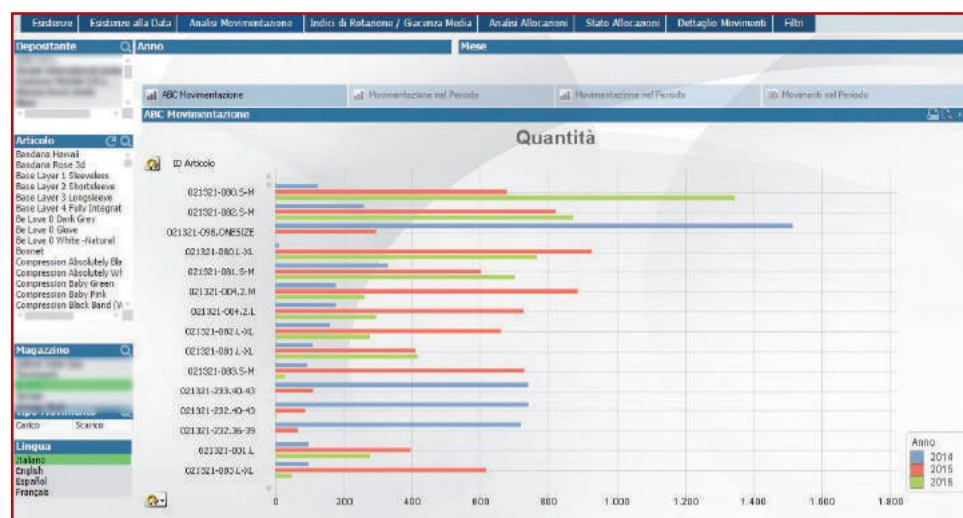 Esistenze Esistenze alla Data Analisi Movimentazione Indici di Rotazione / Giacenza Media Analisi Allocazioni Stato Allocazioni Dettaglio Movimenti Filtri
Depositante
Anno
Mese
ABC Movimentazione
Movimentazione nel Periodo
Movimentazione nel Periodo
Movimenti nel Periodo
ABC Movimentazione
Quantità
ID Articolo
Articolo
Bandana Hawaii
Bandana Rose 3d
Base Layer 1 Sleeveless
Base Layer 2 Shortsleeve
Base Layer 3 Longsleeve
Base Layer 4 Fully Integrat
Be Love 0 Dark Grey
Be Love 0 Glove
Be Love 0 White -Natural
Bonnet
Compression Absolutely Bla
Compression Absolutely Wh
Compression Baby Green
Compression Baby Pink
Compression Black Band (V
Magazzino
Tipo Movimento
Carico Scarico
Lingua
Italiano
English
Español
Français
021321-080.S-M
021321-082.S-M
021321-098.ONESIZE
021321-080.L-XL
021321-081.S-M
021321-004.2.M
021321-004.2.L
021321-082.L-XL
021321-081.L-XL
021321-083.S-M
021321-233.40-43
021321-232.40-43
021321-232.36-39
021321-001.L
0 200 400 600 800 1.000 1.200 1.400 1.600 1.800
Anno
2014
2015
2016